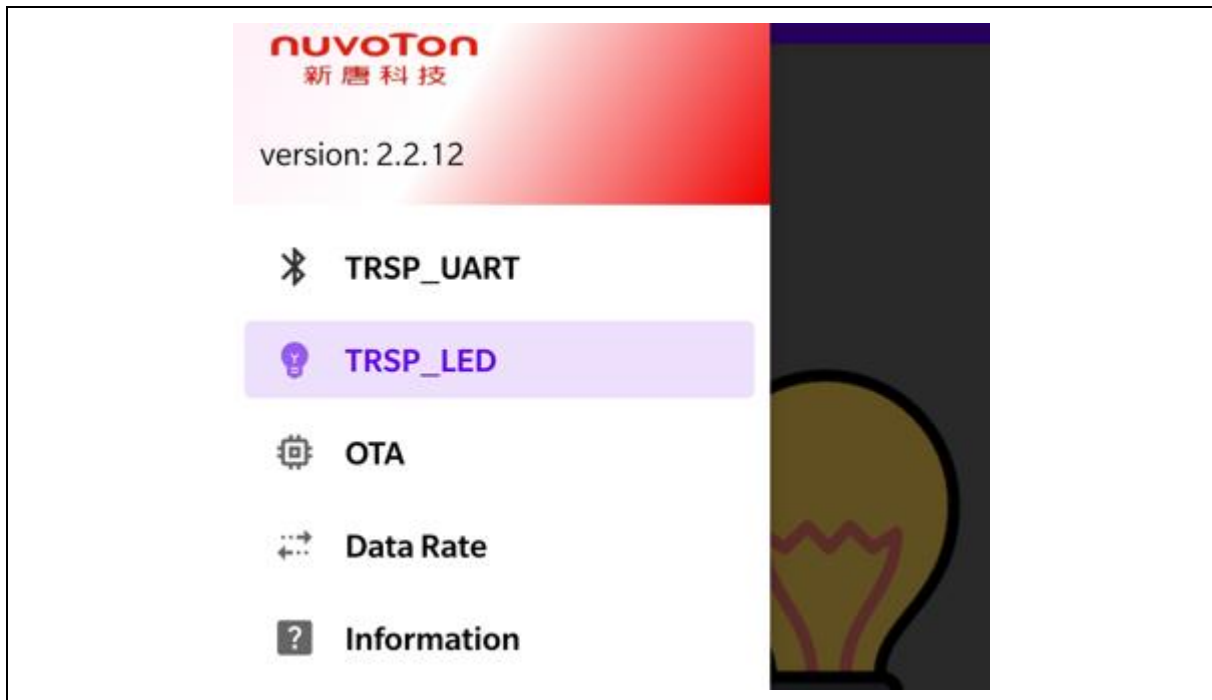 nuvoTon
新唐科技
version: 2.2.12
TRSP_UART
TRSP_LED
OTA
Data Rate
Information